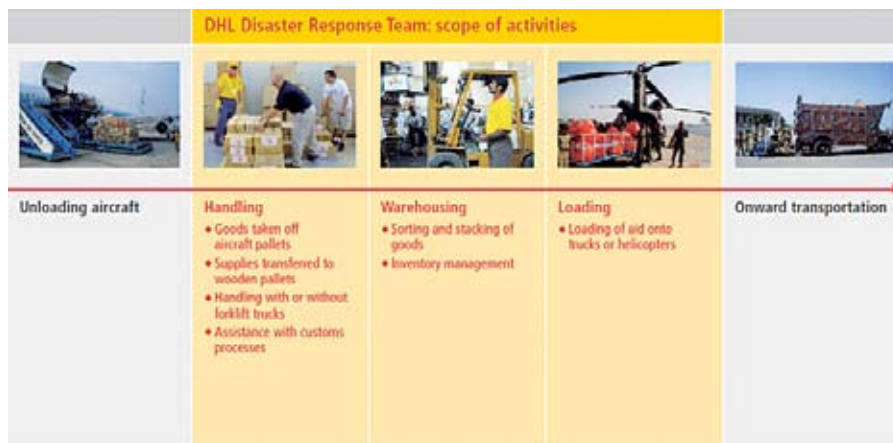 DHL Disaster Response Team: scope of activities
Unloading aircraft
Handling
• Goods taken off
aircraft pallets
• Supplies transferred to
wooden pallets
• Handling with or without
forklift trucks
• Assistance with customs
processes
Warehousing
• Sorting and stacking of
goods
• Inventory management
Loading
• Loading of aid onto
trucks or helicopters
Onward transportation